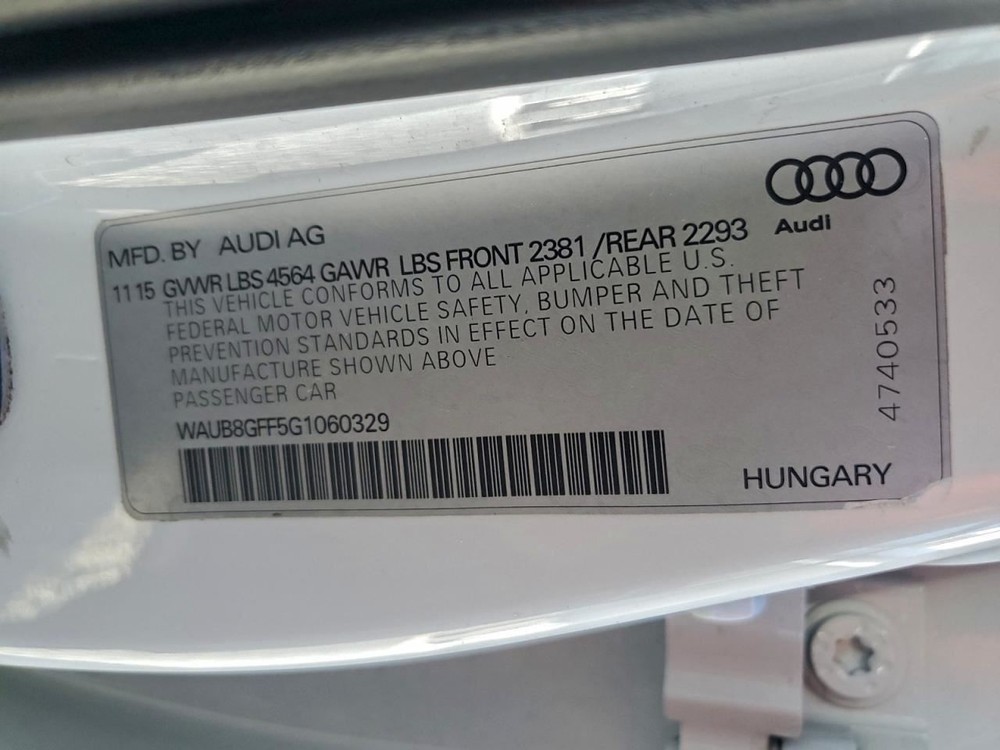 MFD. BY AUDI AG
Audi
11 15 GVWR LBS 4564 GAWR LBS FRONT 2381 /REAR 2293
THIS VEHICLE CONFORMS TO ALL APPLICABLE U.S.
FEDERAL MOTOR VEHICLE SAFETY, BUMPER AND THEFT
PREVENTION STANDARDS IN EFFECT ON THE DATE OF
MANUFACTURE SHOWN ABOVE
PASSENGER CAR
WAUB8GFF5G1060329
HUNGARY
4740533